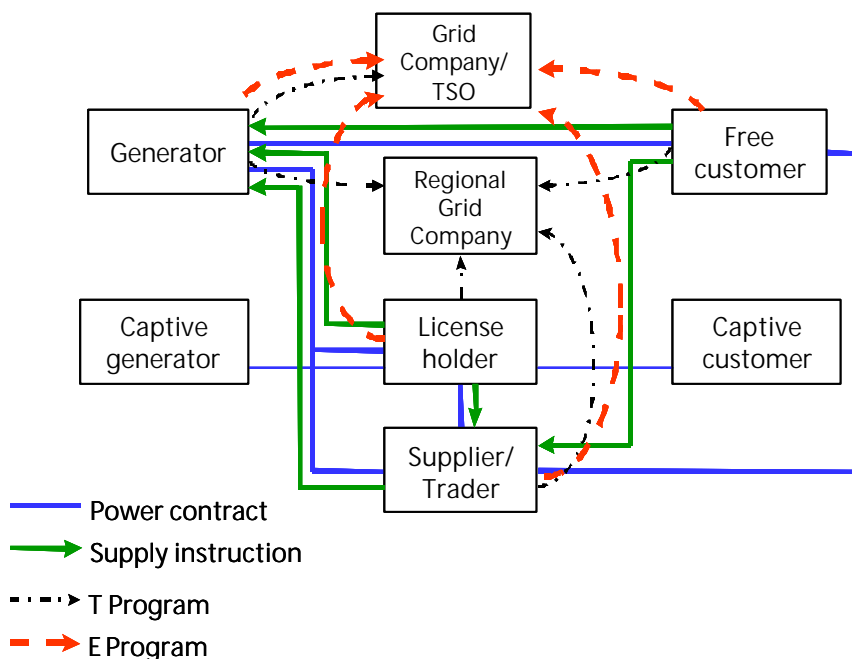 Grid
Company/
TSO
Generator
Free
customer
Regional
Grid
Company
Captive
generator
License
holder
Captive
customer
Supplier/
Trader
Power contract
Supply instruction
T Program
E Program